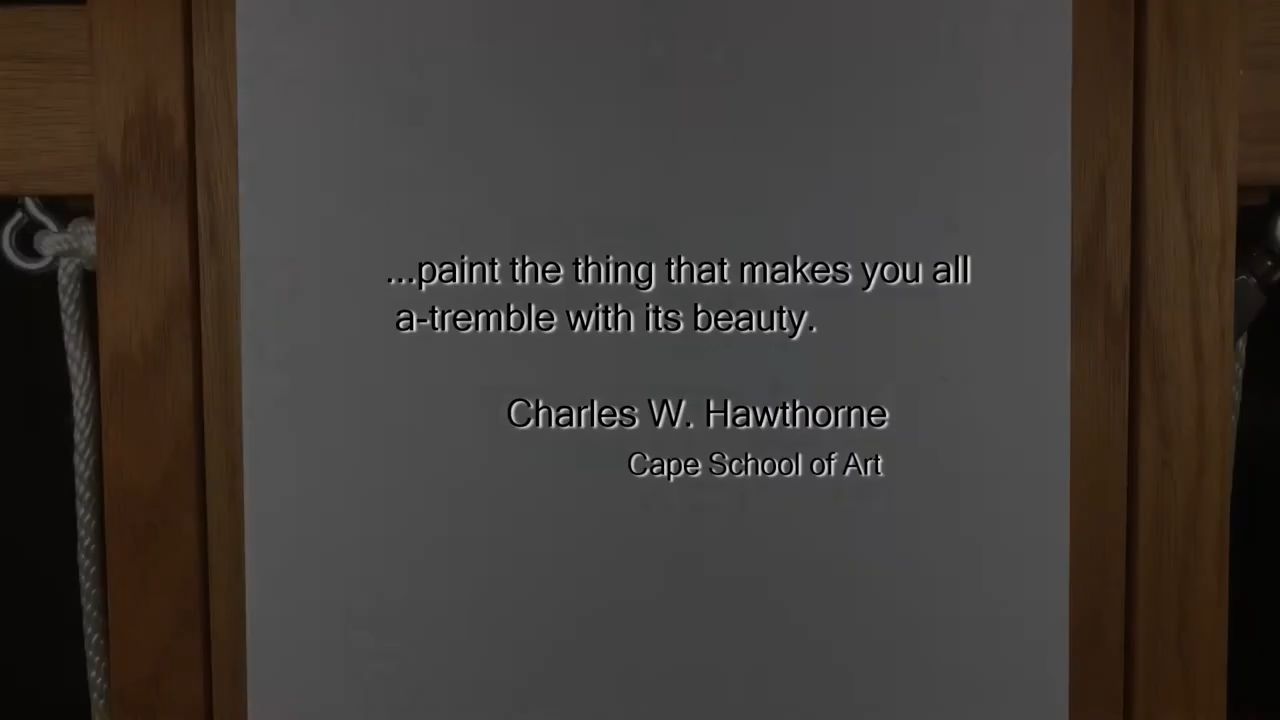 ...paint the thing that makes you all
a-tremble with its beauty.
Charles W. Hawthorne
Cape School of Art